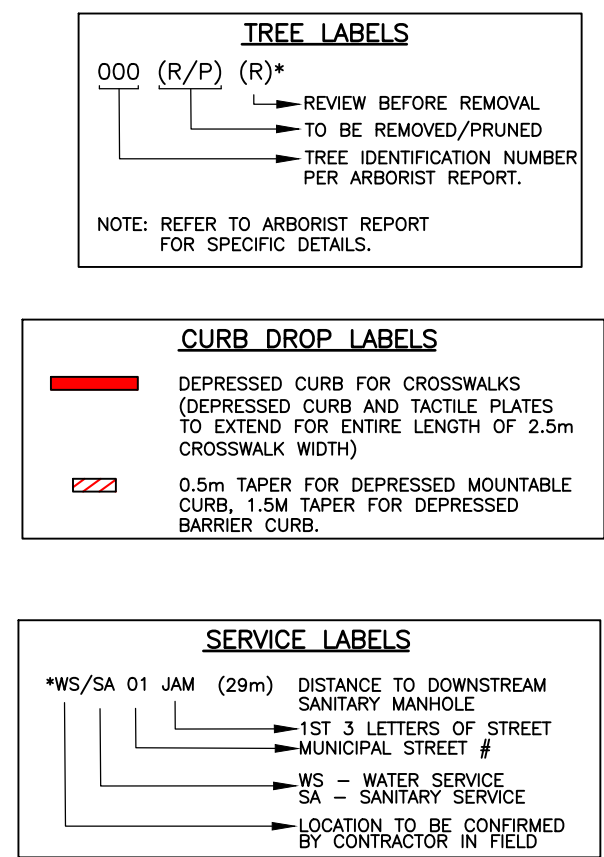 TREE LABELS
000 (R/P) (R)*
REVIEW BEFORE REMOVAL
TO BE REMOVED/PRUNED
TREE IDENTIFICATION NUMBER
PER ARBORIST REPORT.
NOTE: REFER TO ARBORIST REPORT
FOR SPECIFIC DETAILS.
CURB DROP LABELS
DEPRESSED CURB FOR CROSSWALKS
(DEPRESSED CURB AND TACTILE PLATES
TO EXTEND FOR ENTIRE LENGTH OF 2.5m
CROSSWALK WIDTH)
0.5m TAPER FOR DEPRESSED MOUNTABLE
CURB, 1.5M TAPER FOR DEPRESSED
BARRIER CURB.
SERVICE LABELS
*WS/SA 01 JAM (29m) DISTANCE TO DOWNSTREAM
SANITARY MANHOLE
1ST 3 LETTERS OF STREET
MUNICIPAL STREET #
WS – WATER SERVICE
SA – SANITARY SERVICE
LOCATION TO BE CONFIRMED
BY CONTRACTOR IN FIELD